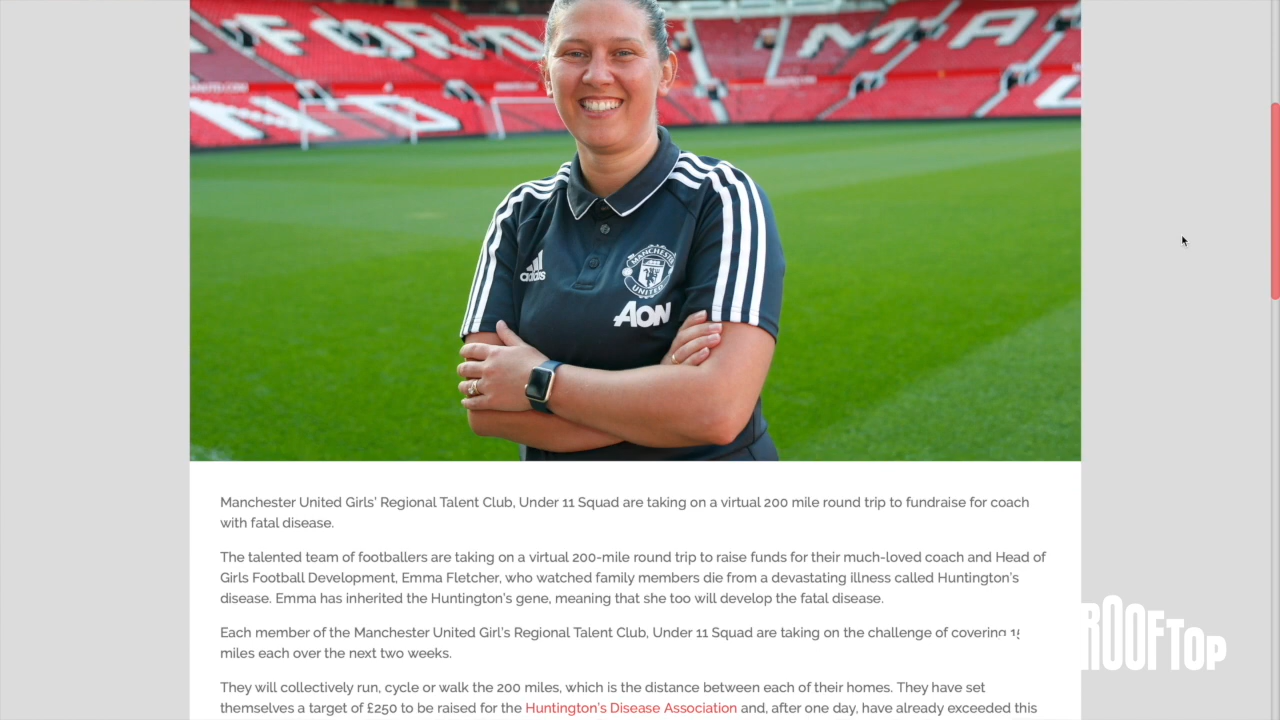 FORD MA
ND U
adidas
MANCHESTER
UNITED
AON
Manchester United Girls' Regional Talent Club, Under 11 Squad are taking on a virtual 200 mile round trip to fundraise for coach
with fatal disease.
The talented team of footballers are taking on a virtual 200-mile round trip to raise funds for their much-loved coach and Head of
Girls Football Development, Emma Fletcher, who watched family members die from a devastating illness called Huntington's
disease. Emma has inherited the Huntington's gene, meaning that she too will develop the fatal disease.
Each member of the Manchester United Girl's Regional Talent Club, Under 11 Squad are taking on the challenge of covering
miles each over the next two weeks.
They will collectively run, cycle or walk the 200 miles, which is the distance between each of their homes. They have set
themselves a target of £250 to be raised for the Huntington's Disease Association and, after one day, have already exceeded this
ROOFTOP